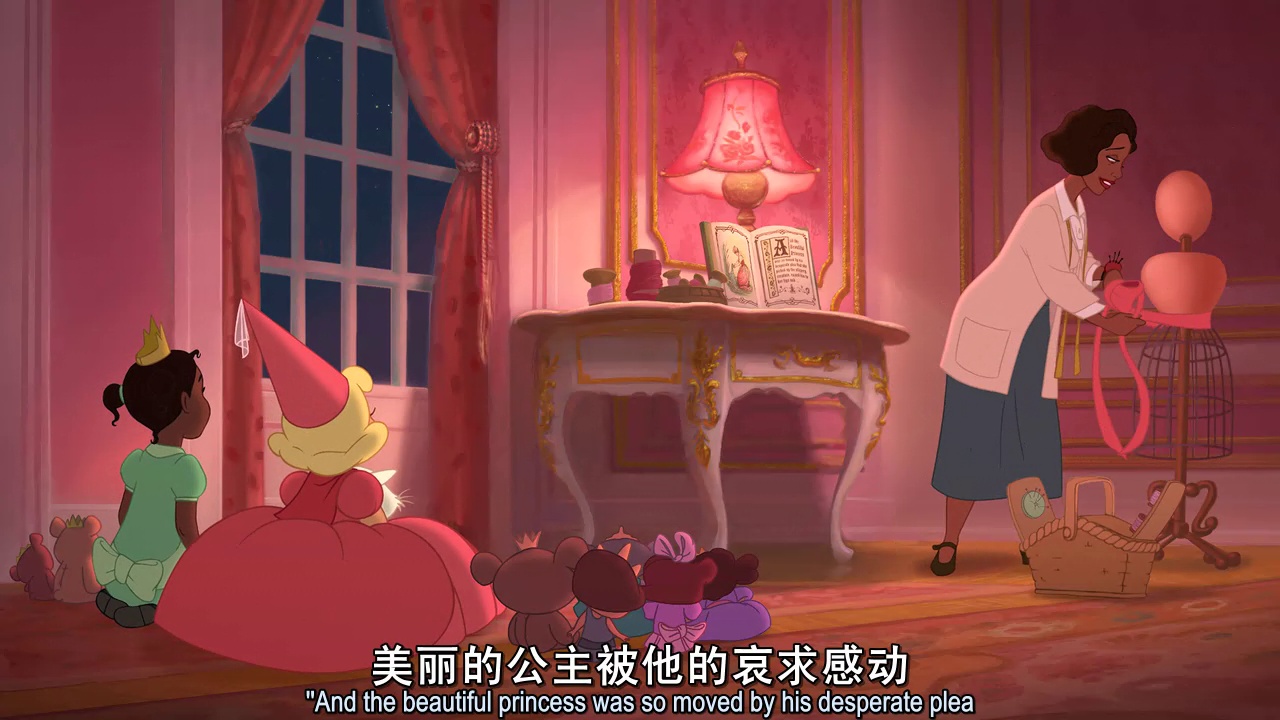 美丽的公主被他的哀求感动
"And the beautiful princess was so moved by his desperate plea